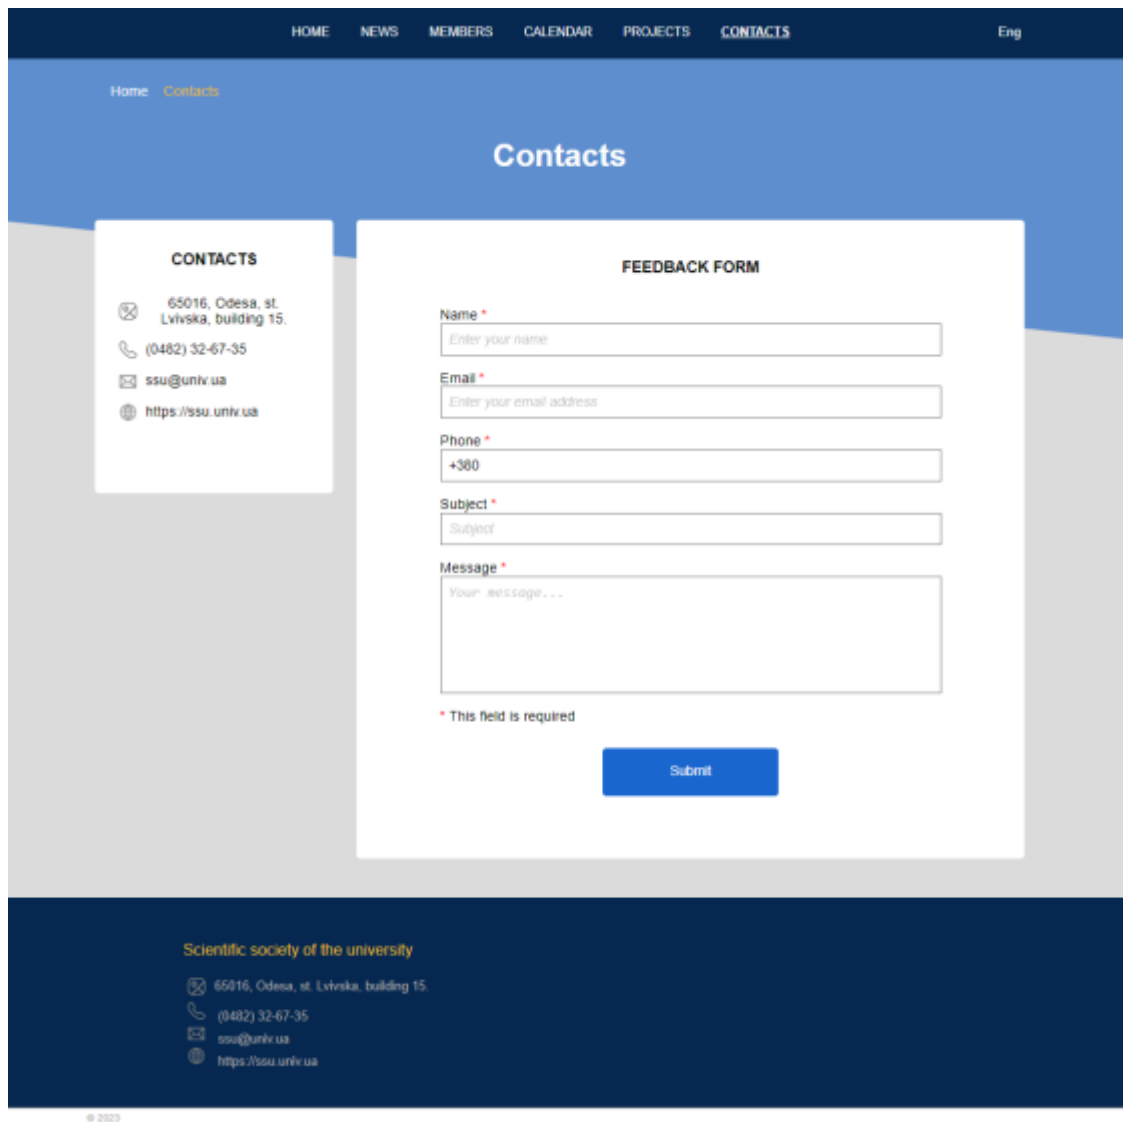 HOME NEWS MEMBERS CALENDAR PROJECTS CONTACTS Eng
Home Contacts
Contacts
CONTACTS
65016, Odesa, st.
Lvivska, building 15.
(0482) 32-67-35
ssu@univ.ua
https://ssu.univ.ua
FEEDBACK FORM
Name *
Enter your name
Email *
Enter your email address
Phone *
+380
Subject *
Subject
Message *
Your message...
* This field is required
Submit
Scientific society of the university
65016, Odesa, st. Lvivska, building 15.
(0482) 32-67-35
ssu@univ.ua
https://ssu.univ.ua
© 2023